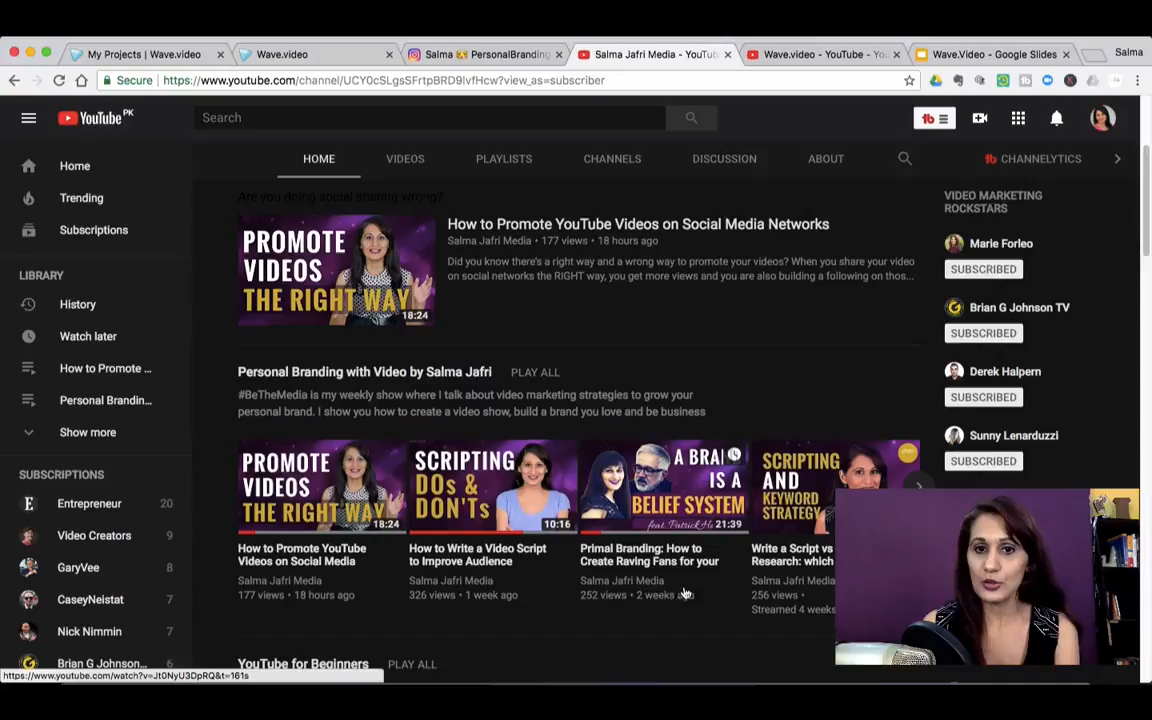 My Projects | Wave.video
Wave.video
Salma PersonalBranding
Salma Jafri Media - YouTub
Wave.video - YouTube - Yo
Wave.Video - Google Slides
Salma
Secure
https://www.youtube.com/channel/UCY0cSLgsSFrtpBRD9IvfHcw?view_as=subscriber
YouTube PK
Search
HOME
VIDEOS
PLAYLISTS
CHANNELS
DISCUSSION
ABOUT
CHANNELYTICS
Home
Trending
Subscriptions
LIBRARY
History
Watch later
How to Promote ...
Personal Brandin...
Show more
SUBSCRIPTIONS
Entrepreneur 20
Video Creators 9
GaryVee 8
CaseyNeistat 7
Nick Nimmin 7
Brian G Johnson... 6
Are you doing social sharing wrong?
PROMOTE
VIDEOS
THE RIGHT WAY
18:24
How to Promote YouTube Videos on Social Media Networks
Salma Jafri Media • 177 views • 18 hours ago
Did you know there's a right way and a wrong way to promote your videos? When you share your video
on social networks the RIGHT way, you get more views and you are also building a following on thos...
Personal Branding with Video by Salma Jafri PLAY ALL
#BeTheMedia is my weekly show where I talk about video marketing strategies to grow your
personal brand. I show you how to create a video show, build a brand you love and be business
PROMOTE
VIDEOS
THE RIGHT WAY
18:24
How to Promote YouTube
Videos on Social Media
Salma Jafri Media
177 views • 18 hours ago
SCRIPTING
DOs &
DON'Ts
10:16
How to Write a Video Script
to Improve Audience
Salma Jafri Media
326 views • 1 week ago
A BRA
IS A
BELIEF SYSTEM
feat. Patrick
21:39
Primal Branding: How to
Create Raving Fans for your
Salma Jafri Media
252 views • 2 weeks
SCRIPTING
AND
KEYWORD
STRATEGY
Write a Script vs
Research: which
Salma Jafri Media
256 views •
Streamed 4 weeks
YouTube for Beginners PLAY ALL
VIDEO MARKETING
ROCKSTARS
Marie Forleo
SUBSCRIBED
Brian G Johnson TV
SUBSCRIBED
Derek Halpern
SUBSCRIBED
Sunny Lenarduzzi
SUBSCRIBED
https://www.youtube.com/watch?v=Jt0NyU3DpRQ&t=161s